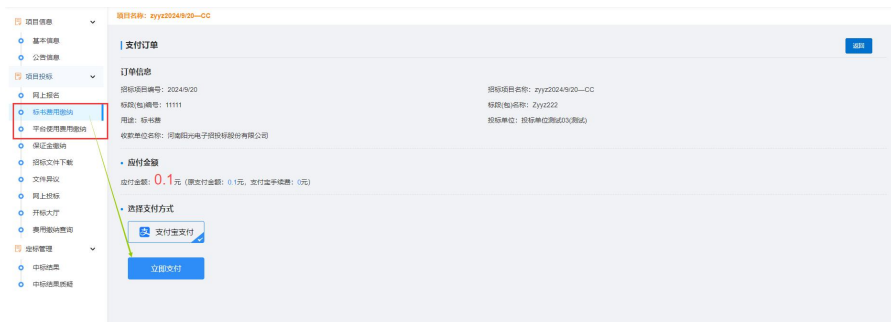 项目名称：zyyz2024/9/20---CC
项目信息
基本信息
公告信息
项目投标
网上报名
标书费用缴纳
平台使用费用缴纳
保证金缴纳
招标文件下载
文件异议
网上投标
开标大厅
费用缴纳查询
定标管理
中标结果
中标结果质疑
支付订单
返回
订单信息
招标项目编号：2024/9/20
招标项目名称：zyyz2024/9/20---CC
标段(包)编号：11111
标段(包)名称：Zyyz222
用途：标书费
投标单位：投标单位测试03(测试)
收款单位名称：河南阳光电子招投标股份有限公司
应付金额
应付金额：0.1元 (原支付金额：0.1元，支付宝手续费：0元)
选择支付方式
支付宝支付
立即支付